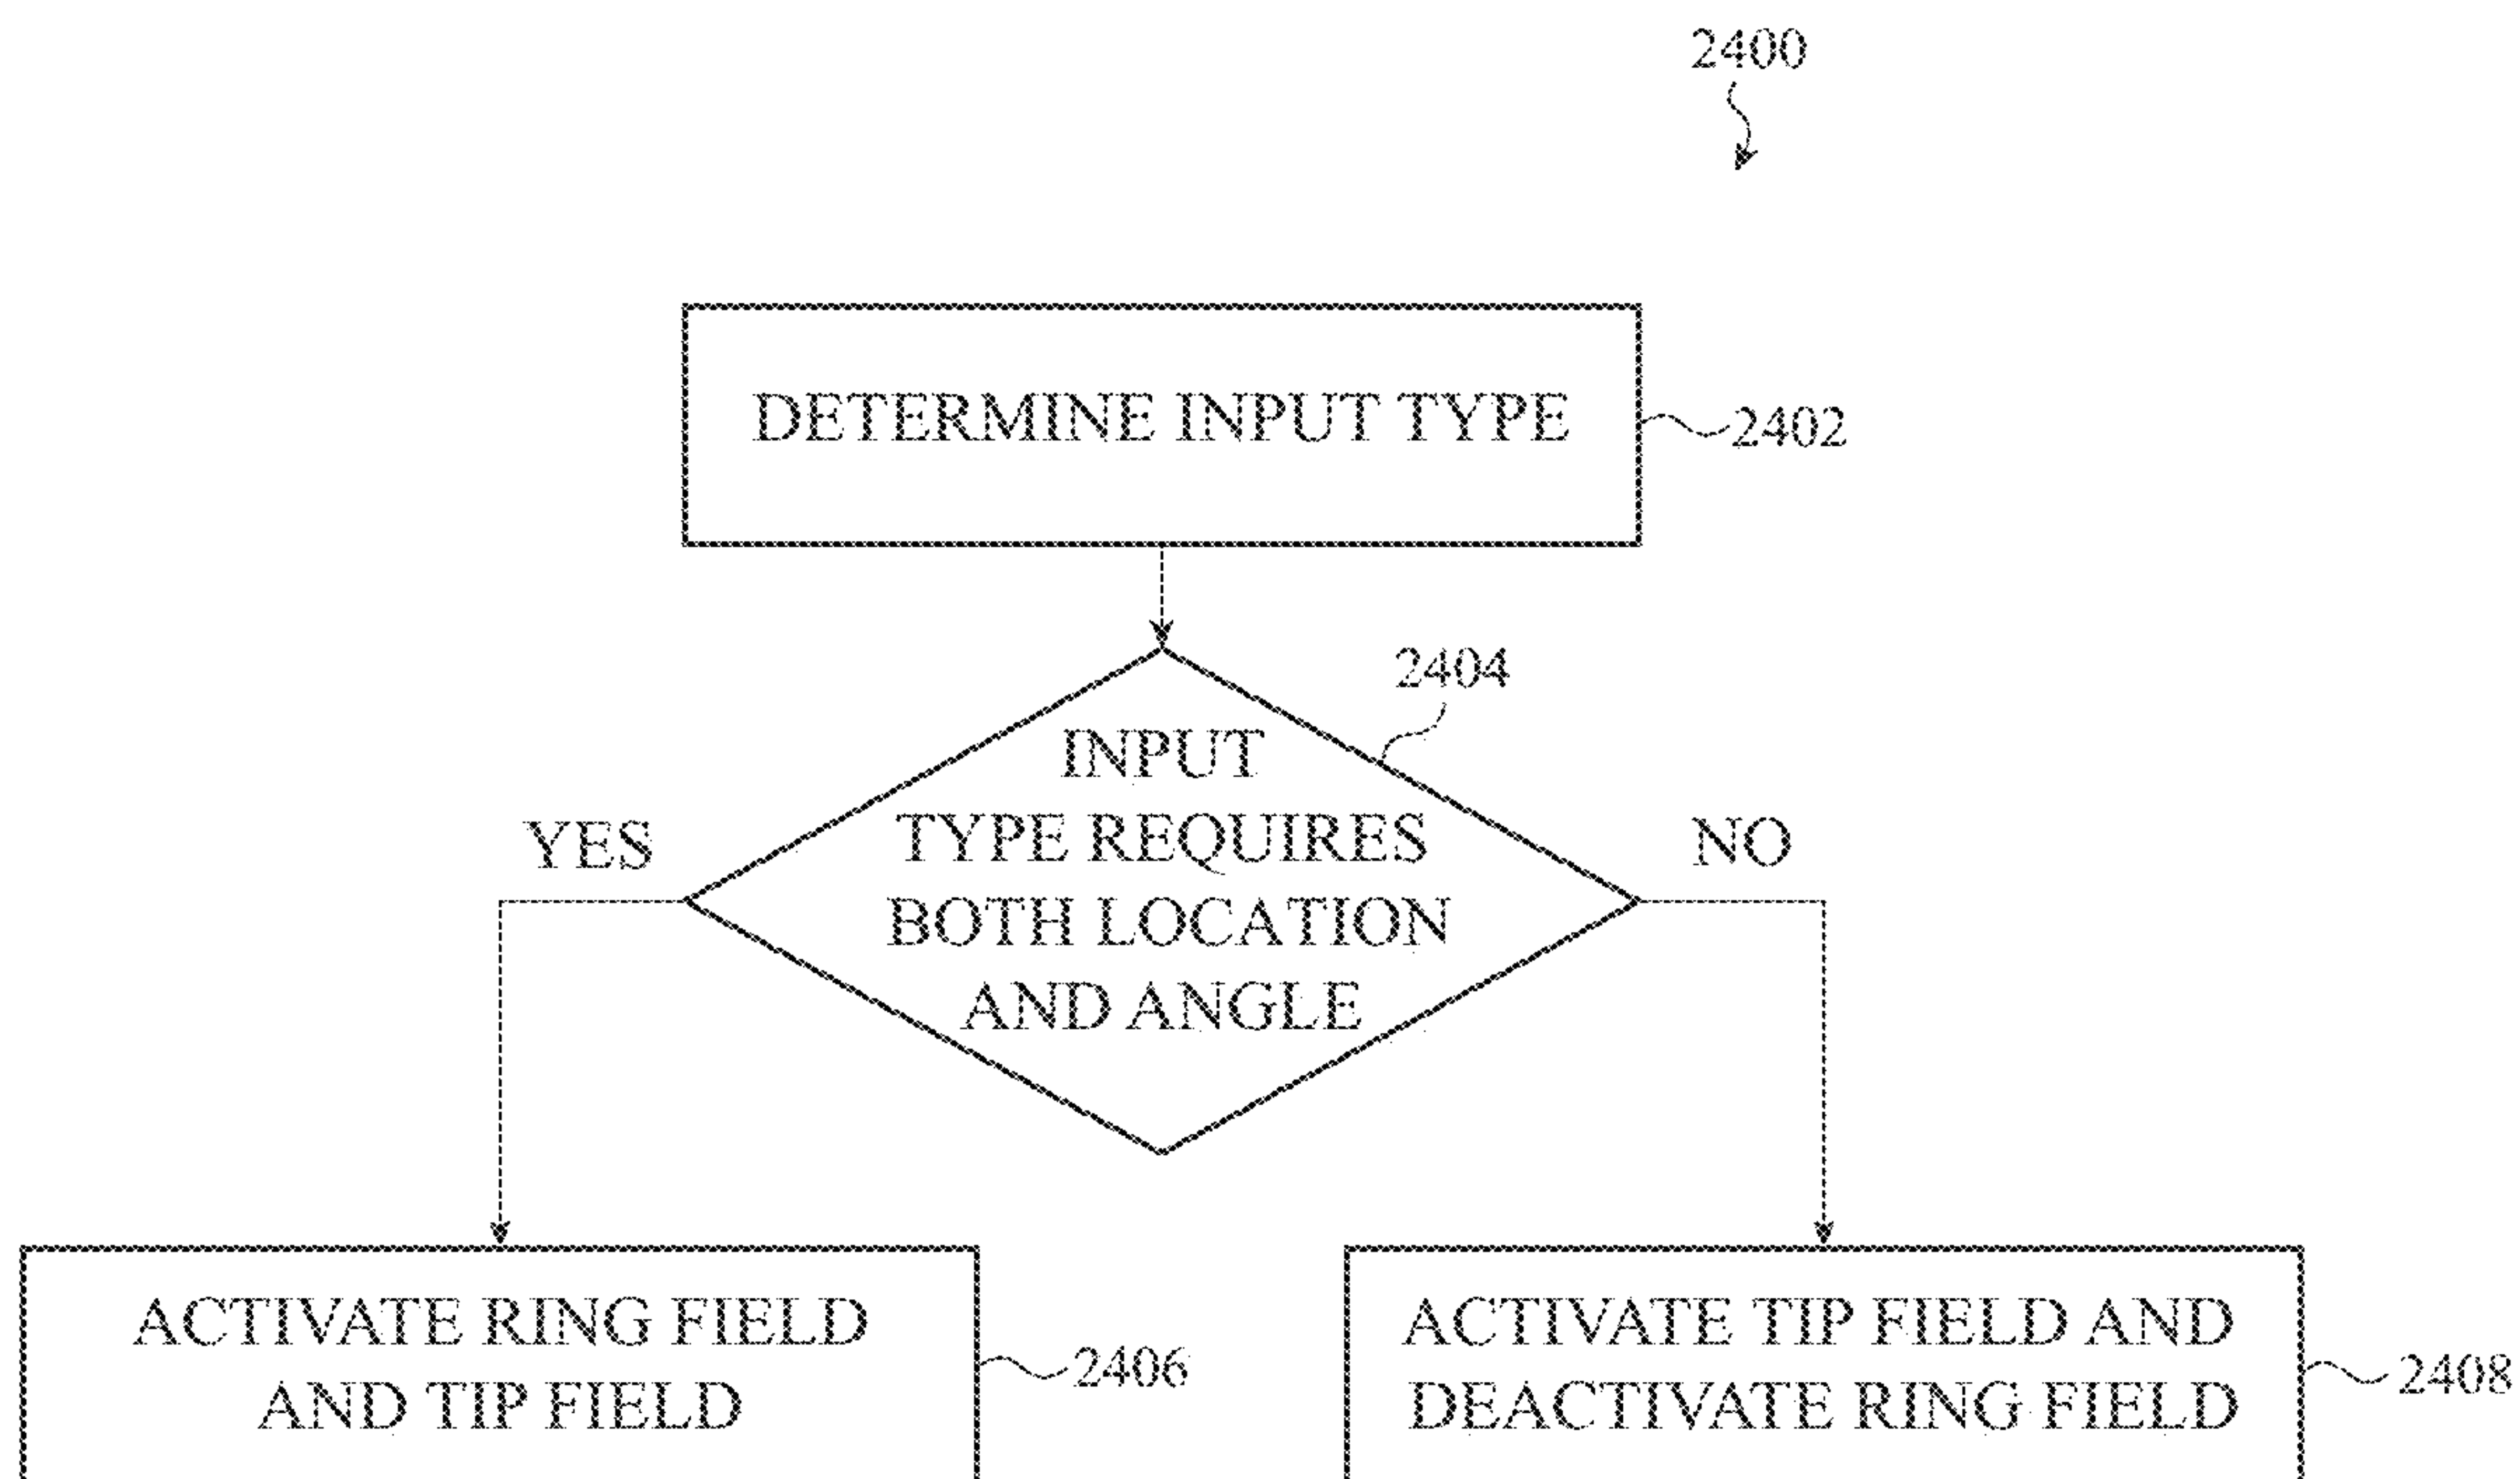 2400
DETERMINE INPUT TYPE
2402
2404
INPUT
TYPE REQUIRES
BOTH LOCATION
AND ANGLE
YES
NO
ACTIVATE RING FIELD
AND TIP FIELD
2406
ACTIVATE TIP FIELD AND
DEACTIVATE RING FIELD
2408